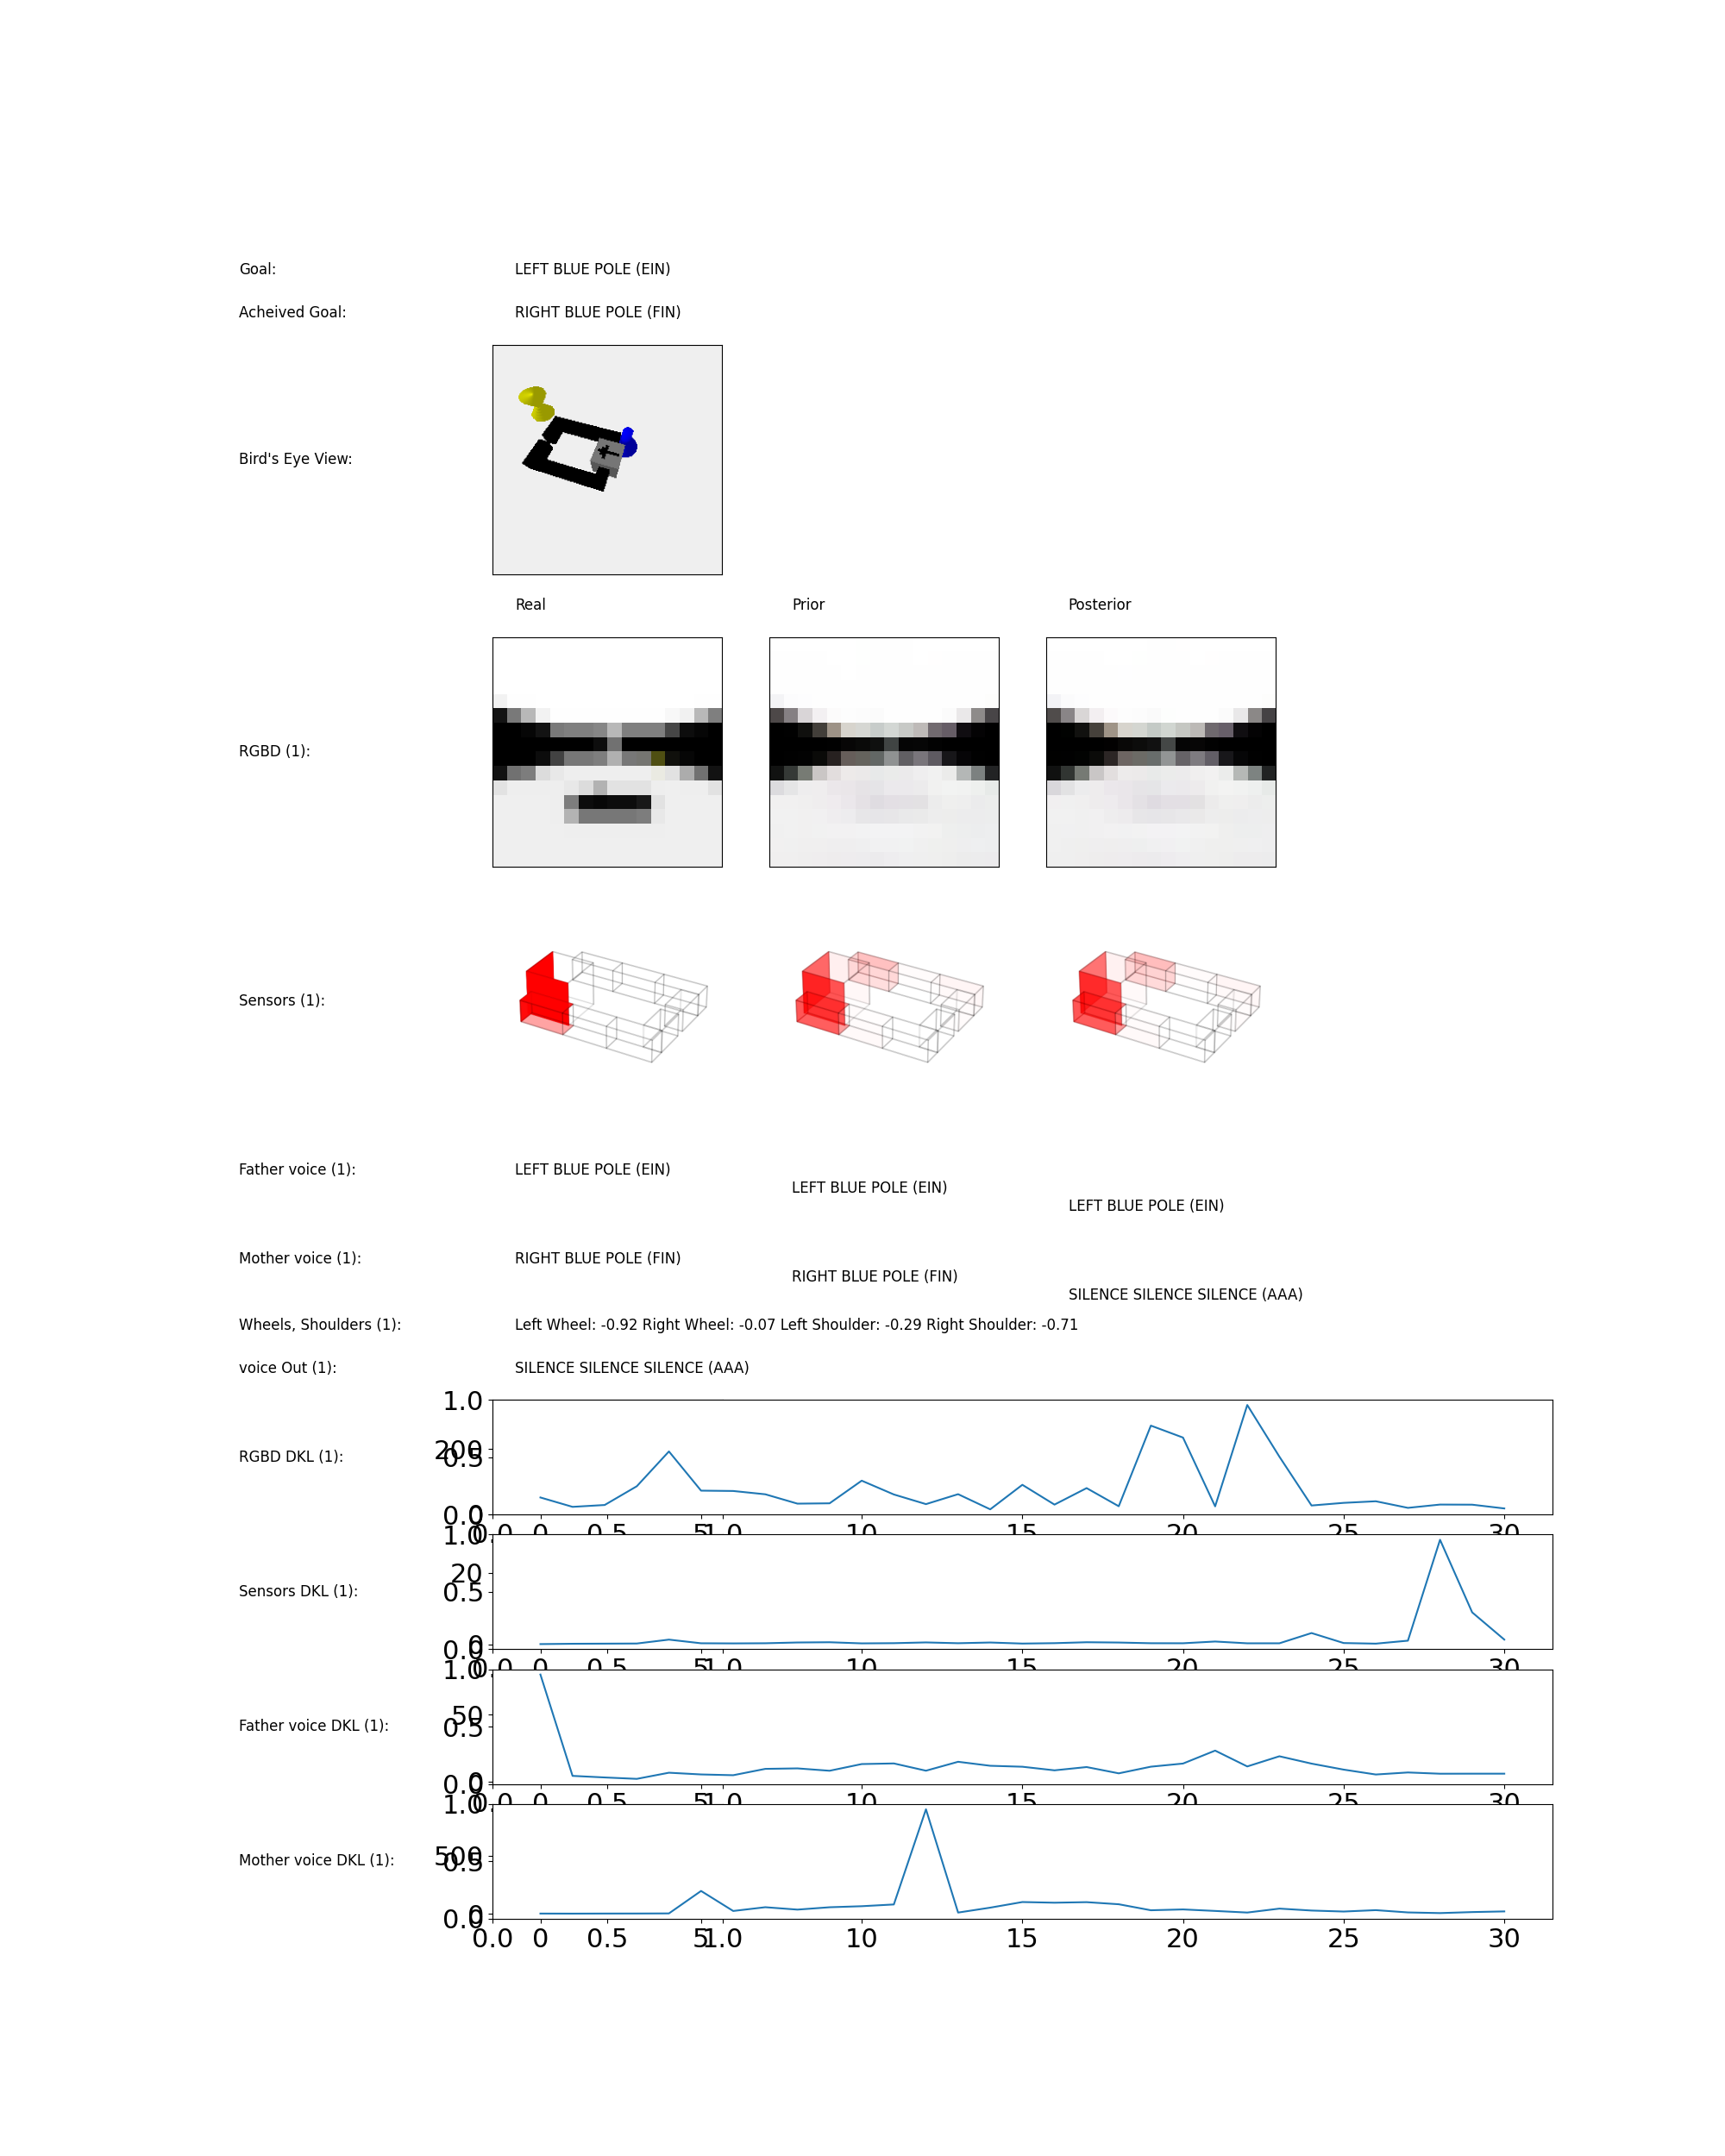 Goal: LEFT BLUE POLE (EIN)
Acheived Goal: RIGHT BLUE POLE (FIN)
Bird's Eye View:
Real Prior Posterior
RGBD (1):
Sensors (1):
Father voice (1): LEFT BLUE POLE (EIN)
LEFT BLUE POLE (EIN)
LEFT BLUE POLE (EIN)
Mother voice (1): RIGHT BLUE POLE (FIN)
RIGHT BLUE POLE (FIN)
SILENCE SILENCE SILENCE (AAA)
Wheels, Shoulders (1): Left Wheel: -0.92 Right Wheel: -0.07 Left Shoulder: -0.29 Right Shoulder: -0.71
voice Out (1): SILENCE SILENCE SILENCE (AAA)
1.0
200
RGBD DKL (1): 0.5
0.0 0
0.0 0 0.5 5 1.0 10 15 20 25 30
1.0
20
Sensors DKL (1): 0.5
0.0 0
0.0 0 0.5 5 1.0 10 15 20 25 30
1.0
50
Father voice DKL (1): 0.5
0.0 0
0.0 0 0.5 5 1.0 10 15 20 25 30
1.0
500
Mother voice DKL (1): 0.5
0.0 0
0.0 0 0.5 5 1.0 10 15 20 25 30